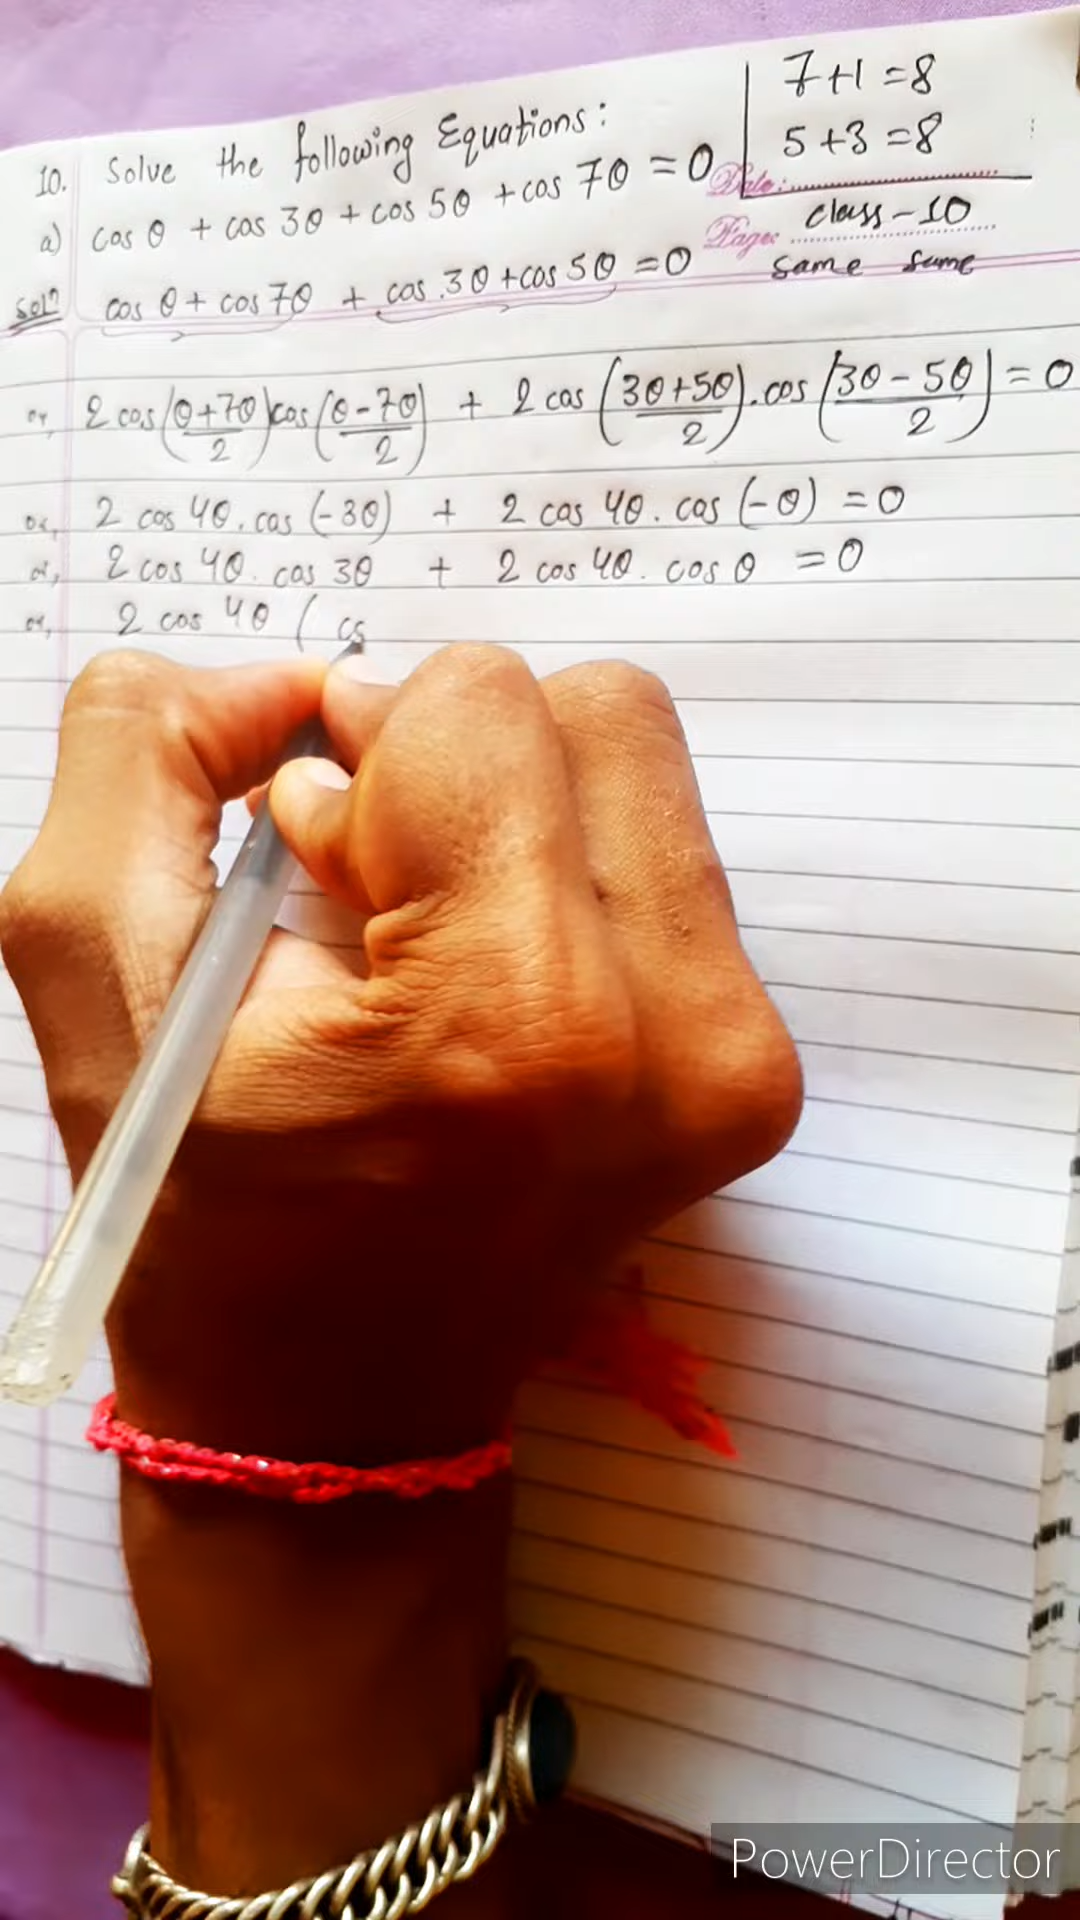 10. Solve the following Equations:
a) cos θ + cos 3θ + cos 5θ + cos 7θ = 0
7+1 = 8
5+3 = 8
Date:
Page:
class - 10
same same
Solⁿ cos θ + cos 7θ + cos.3θ + cos 5θ = 0
or, 2 cos (θ+7θ/2) cos (θ-7θ/2) + 2 cos (3θ+5θ/2).cos (3θ-5θ/2) = 0
or, 2 cos 4θ. cos (-3θ) + 2 cos 4θ. cos (-θ) = 0
or, 2 cos 4θ. cos 3θ + 2 cos 4θ. cos θ = 0
or, 2 cos 4θ ( cs
PowerDirector